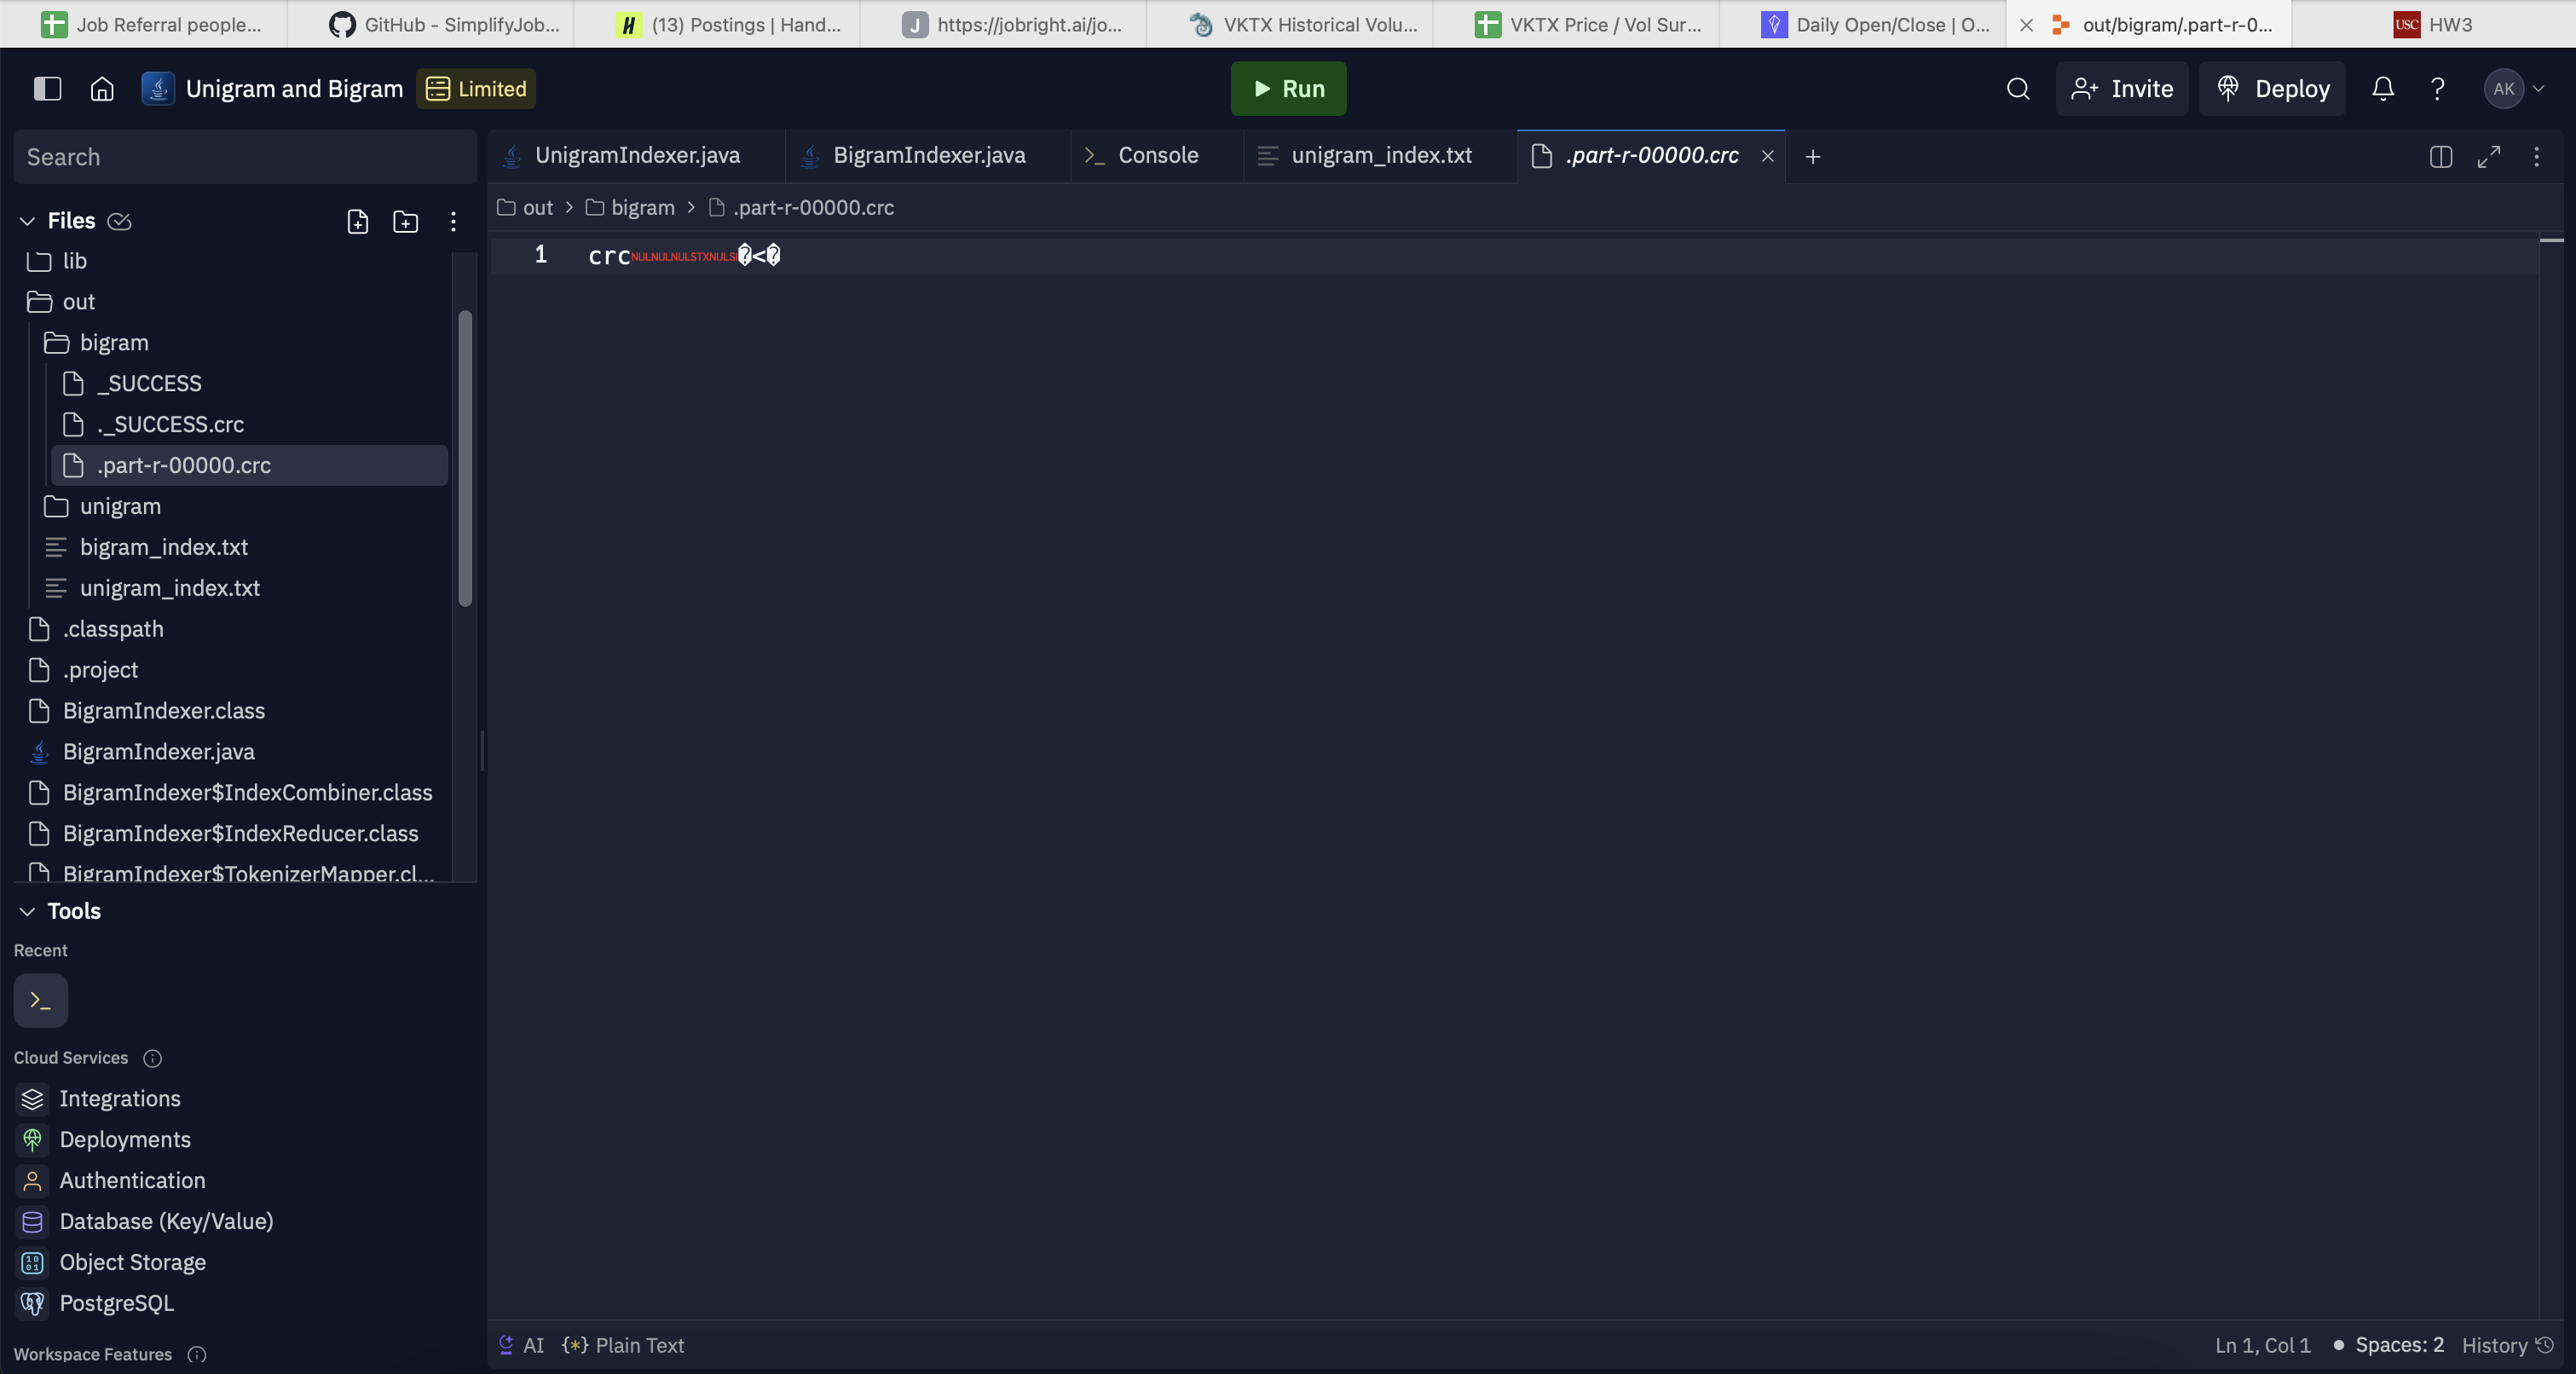 Job Referral people...
GitHub - SimplifyJob...
(13) Postings | Hand...
https://jobright.ai/jo...
VKTX Historical Volu...
VKTX Price / Vol Sur...
Daily Open/Close | O...
out/bigram/.part-r-0...
USC HW3
Unigram and Bigram
Limited
Run
Invite
Deploy
AK
Search
UnigramIndexer.java
BigramIndexer.java
Console
unigram_index.txt
.part-r-00000.crc
Files
out > bigram > .part-r-00000.crc
1 crcNULNULNULSTXNULSI�<�
lib
out
bigram
_SUCCESS
._SUCCESS.crc
.part-r-00000.crc
unigram
bigram_index.txt
unigram_index.txt
.classpath
.project
BigramIndexer.class
BigramIndexer.java
BigramIndexer$IndexCombiner.class
BigramIndexer$IndexReducer.class
BigramIndexer$TokenizerMapper.cl...
Tools
Recent
Cloud Services
Integrations
Deployments
Authentication
Database (Key/Value)
Object Storage
PostgreSQL
Workspace Features
AI {*} Plain Text
Ln 1, Col 1 • Spaces: 2 History